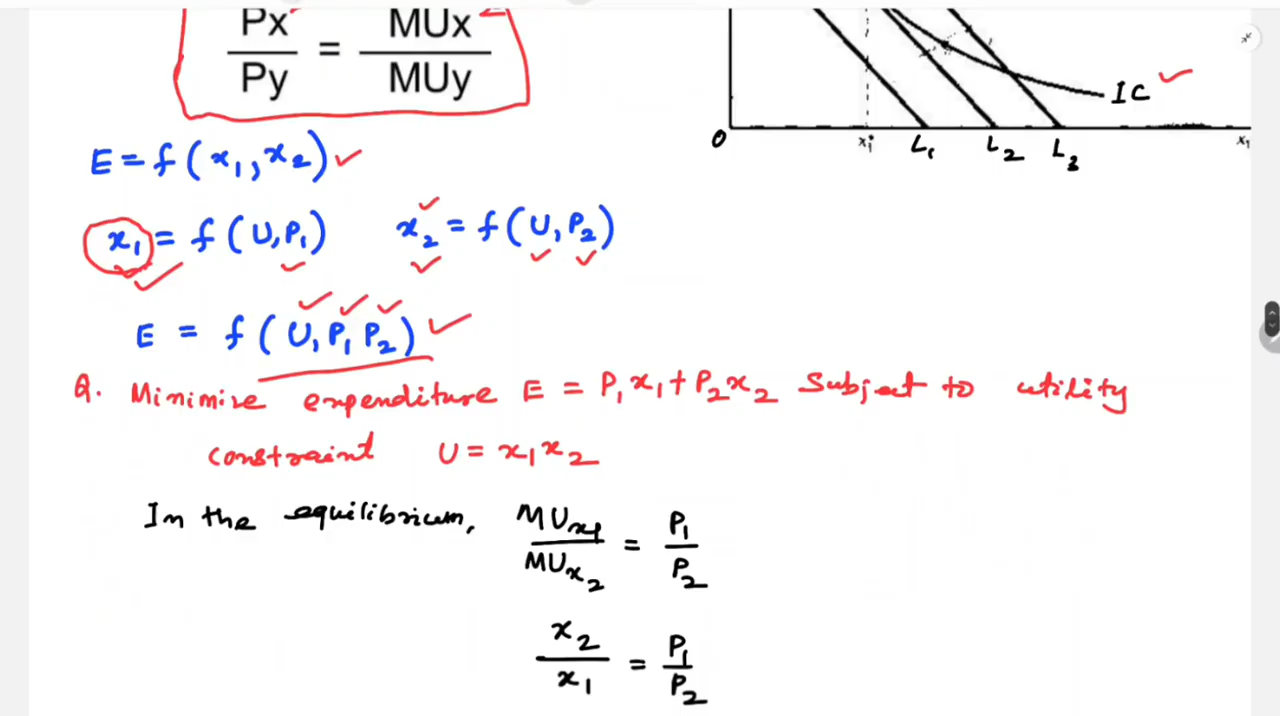 Px / Py = MUx / MUy
IC
O x₁* L₁ L₂ L₃ x₁
E = f(x₁, x₂)
x₁ = f(U, P₁) x₂ = f(U, P₂)
E = f(U, P₁ P₂)
Q. Minimize expenditure E = P₁x₁ + P₂x₂ Subject to utility
constraint U = x₁x₂
In the equilibrium, MUx₁ / MUx₂ = P₁ / P₂
x₂ / x₁ = P₁ / P₂